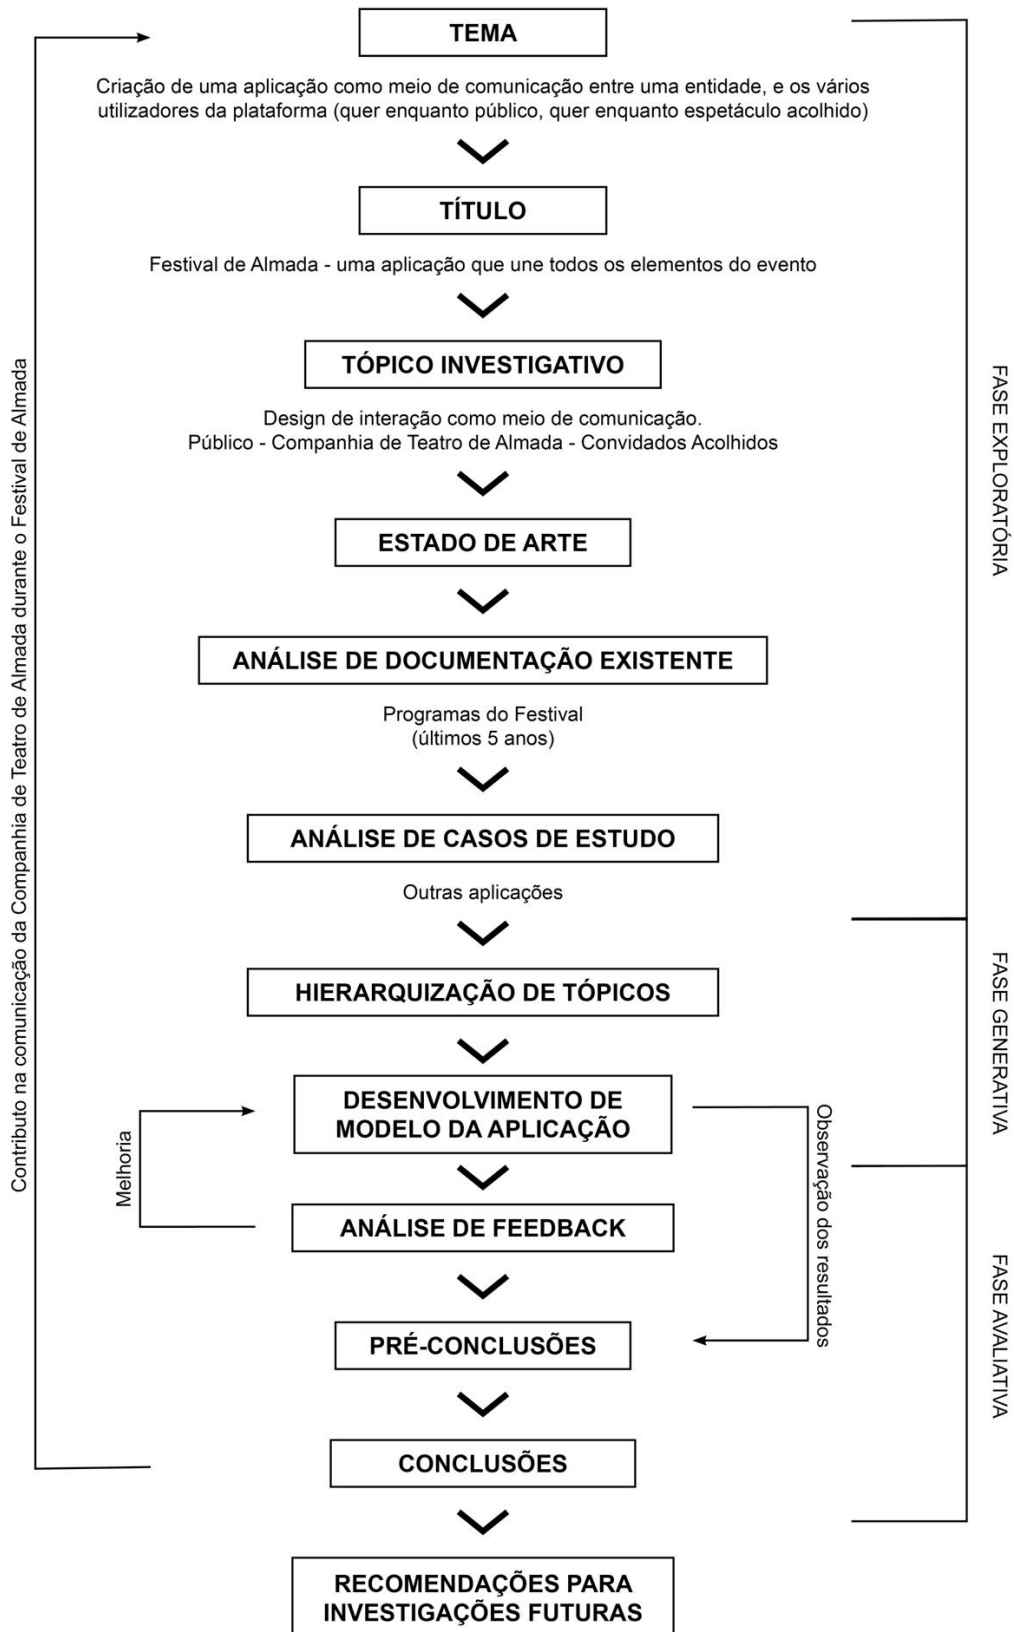 TEMA
Criação de uma aplicação como meio de comunicação entre uma entidade, e os vários
utilizadores da plataforma (quer enquanto público, quer enquanto espetáculo acolhido)
TÍTULO
Festival de Almada - uma aplicação que une todos os elementos do evento
TÓPICO INVESTIGATIVO
Design de interação como meio de comunicação.
Público - Companhia de Teatro de Almada - Convidados Acolhidos
ESTADO DE ARTE
ANÁLISE DE DOCUMENTAÇÃO EXISTENTE
Programas do Festival
(últimos 5 anos)
ANÁLISE DE CASOS DE ESTUDO
Outras aplicações
HIERARQUIZAÇÃO DE TÓPICOS
DESENVOLVIMENTO DE
MODELO DA APLICAÇÃO
ANÁLISE DE FEEDBACK
PRÉ-CONCLUSÕES
CONCLUSÕES
RECOMENDAÇÕES PARA
INVESTIGAÇÕES FUTURAS
Contributo na comunicação da Companhia de Teatro de Almada durante o Festival de Almada
Melhoria
Observação dos resultados
FASE EXPLORATÓRIA
FASE GENERATIVA
FASE AVALIATIVA